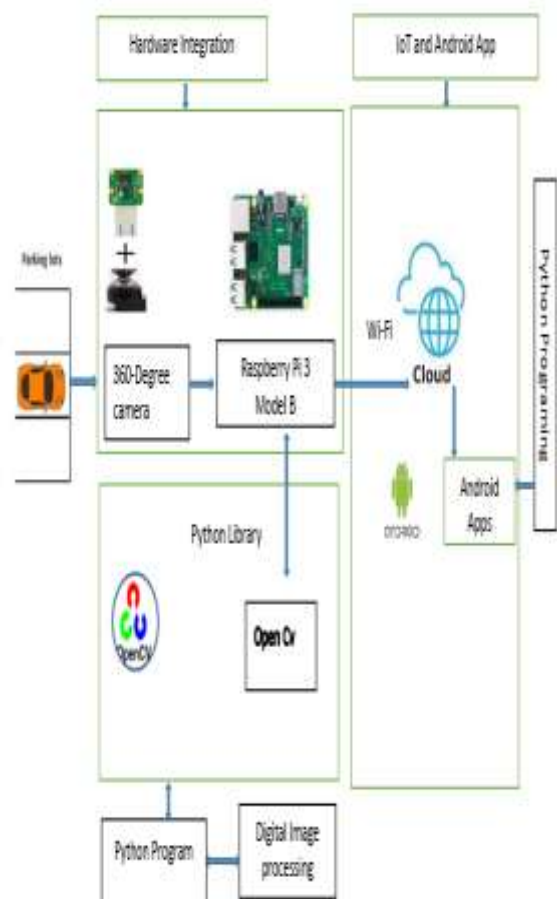 Hardware Integration
IoT and Android App
Parking lots
+
360-Degree
camera
Raspberry Pi 3
Model B
Wi-Fi
Cloud
Python Programing
Android
Apps
Python Library
OpenCV
Open Cv
Python Program
Digital Image
processing